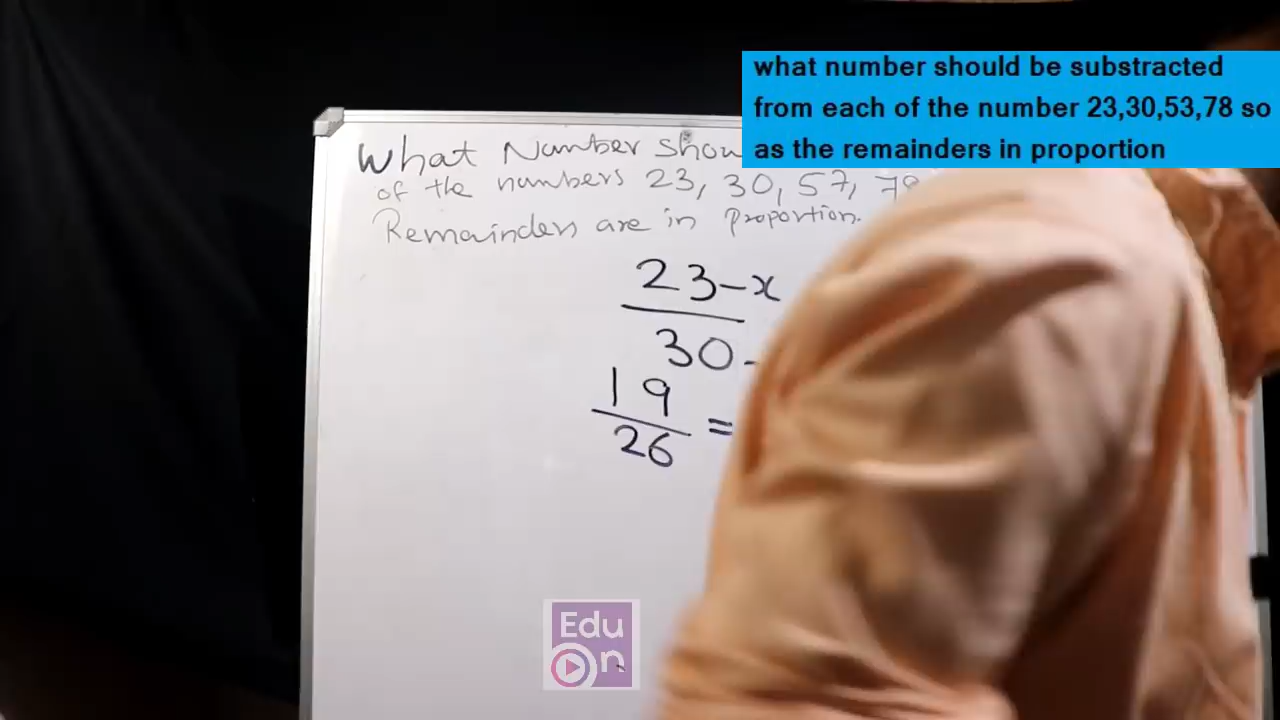 what number should be substracted
from each of the number 23,30,53,78 so
as the remainders in proportion
What Number
of the numbers 23, 30, 57,
Remainders are in Proportion.
23-x
30-
19
26
=
Edu
On